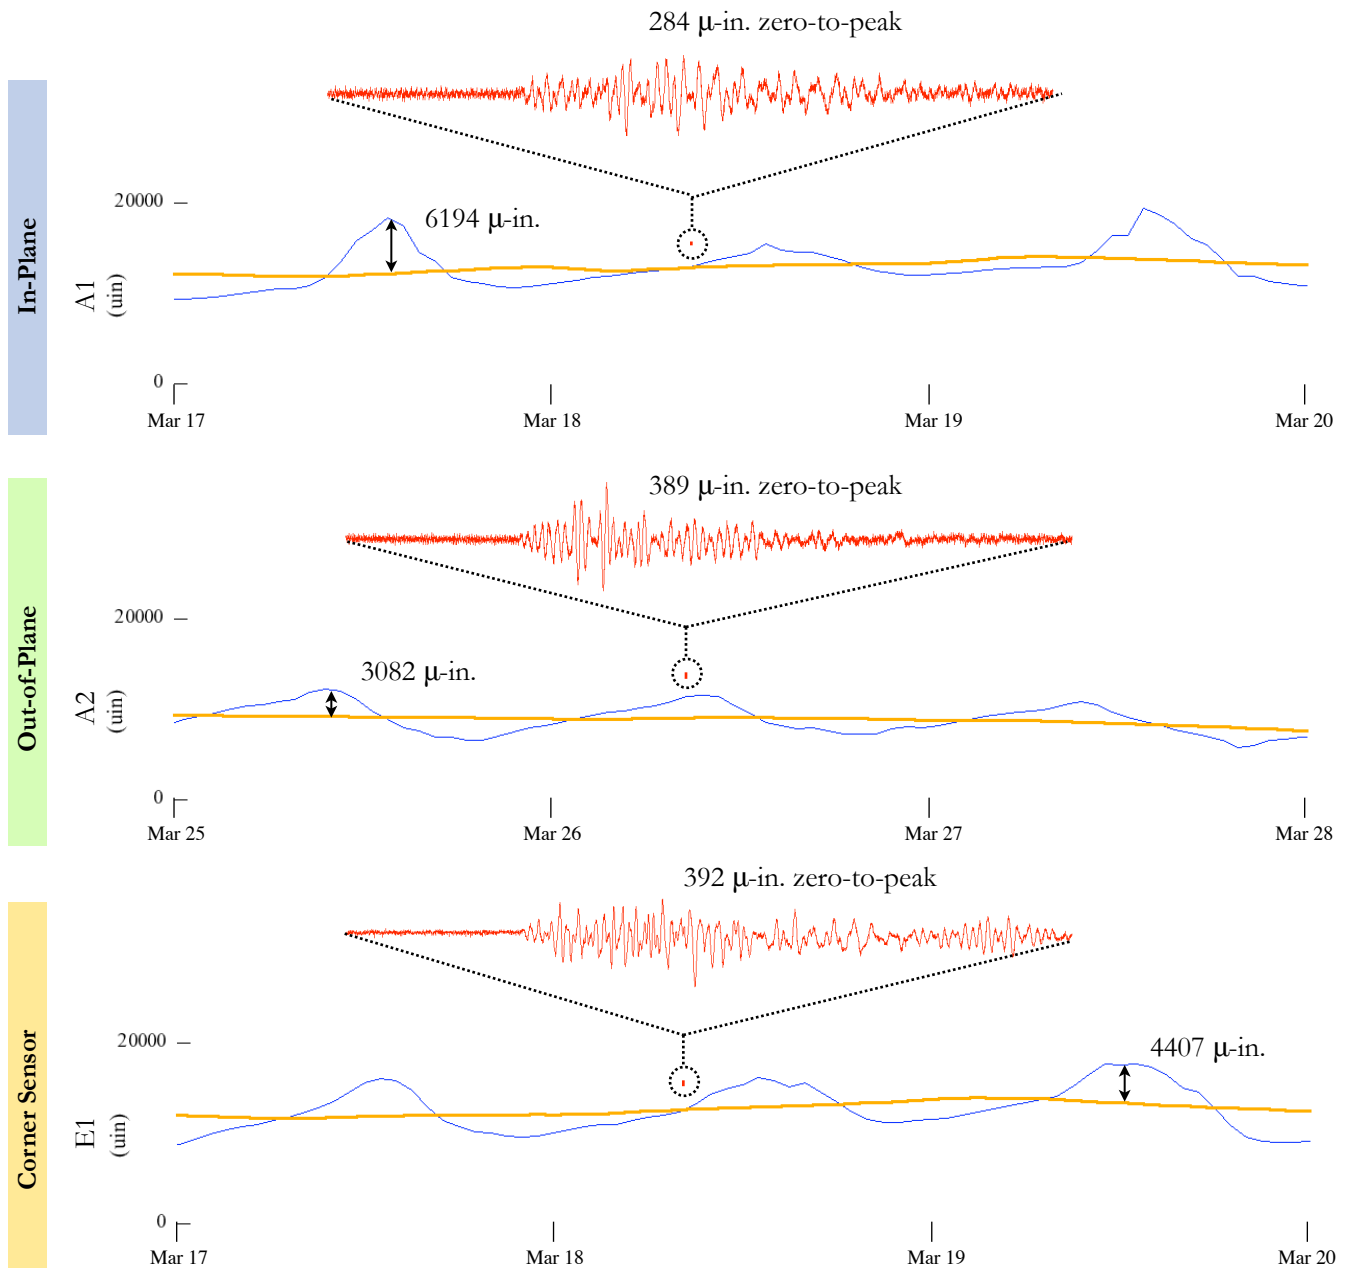 284 μ-in. zero-to-peak
In-Plane
A1
(uin)
20000
6194 μ-in.
0
Mar 17 Mar 18 Mar 19 Mar 20
389 μ-in. zero-to-peak
Out-of-Plane
A2
(uin)
20000
3082 μ-in.
0
Mar 25 Mar 26 Mar 27 Mar 28
392 μ-in. zero-to-peak
Corner Sensor
E1
(uin)
20000
4407 μ-in.
0
Mar 17 Mar 18 Mar 19 Mar 20